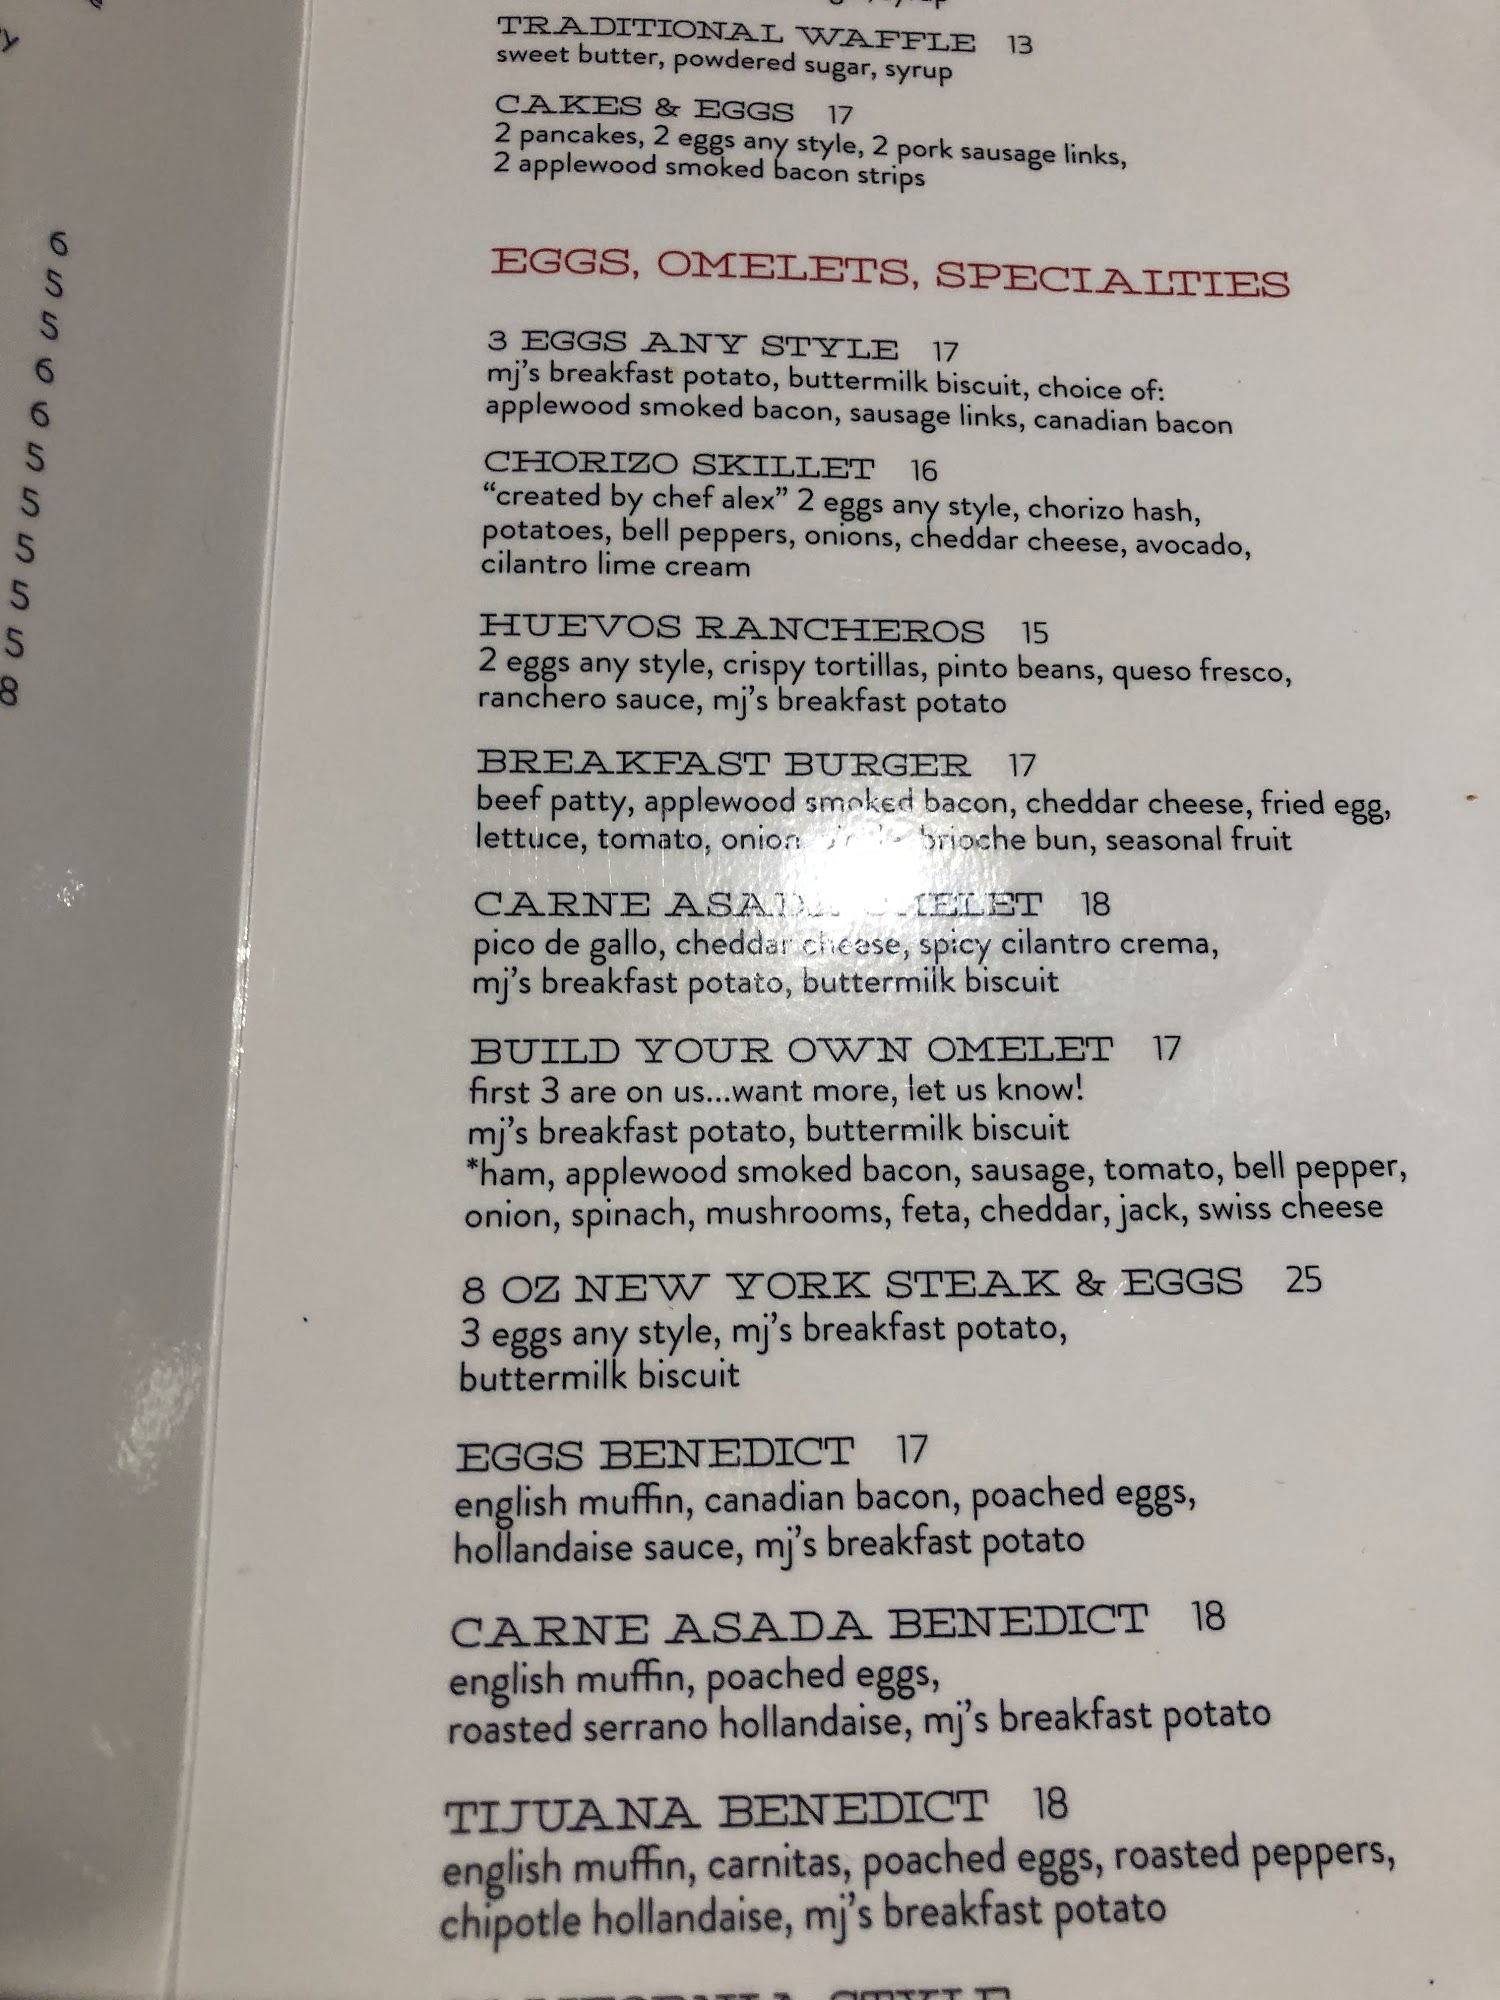 TRADITIONAL WAFFLE 13
sweet butter, powdered sugar, syrup
CAKES & EGGS 17
2 pancakes, 2 eggs any style, 2 pork sausage links,
2 applewood smoked bacon strips
EGGS, OMELETS, SPECIALTIES
3 EGGS ANY STYLE 17
mj's breakfast potato, buttermilk biscuit, choice of:
applewood smoked bacon, sausage links, canadian bacon
CHORIZO SKILLET 16
“created by chef alex” 2 eggs any style, chorizo hash,
potatoes, bell peppers, onions, cheddar cheese, avocado,
cilantro lime cream
HUEVOS RANCHEROS 15
2 eggs any style, crispy tortillas, pinto beans, queso fresco,
ranchero sauce, mj's breakfast potato
BREAKFAST BURGER 17
beef patty, applewood smoked bacon, cheddar cheese, fried egg,
lettuce, tomato, onion brioche bun, seasonal fruit
CARNE ASADA OMELET 18
pico de gallo, cheddar cheese, spicy cilantro crema,
mj's breakfast potato, buttermilk biscuit
BUILD YOUR OWN OMELET 17
first 3 are on us...want more, let us know!
mj's breakfast potato, buttermilk biscuit
*ham, applewood smoked bacon, sausage, tomato, bell pepper,
onion, spinach, mushrooms, feta, cheddar, jack, swiss cheese
8 OZ NEW YORK STEAK & EGGS 25
3 eggs any style, mj's breakfast potato,
buttermilk biscuit
EGGS BENEDICT 17
english muffin, canadian bacon, poached eggs,
hollandaise sauce, mj's breakfast potato
CARNE ASADA BENEDICT 18
english muffin, poached eggs,
roasted serrano hollandaise, mj's breakfast potato
TIJUANA BENEDICT 18
english muffin, carnitas, poached eggs, roasted peppers,
chipotle hollandaise, mj's breakfast potato
6
5
5
6
6
5
5
5
5
5
8